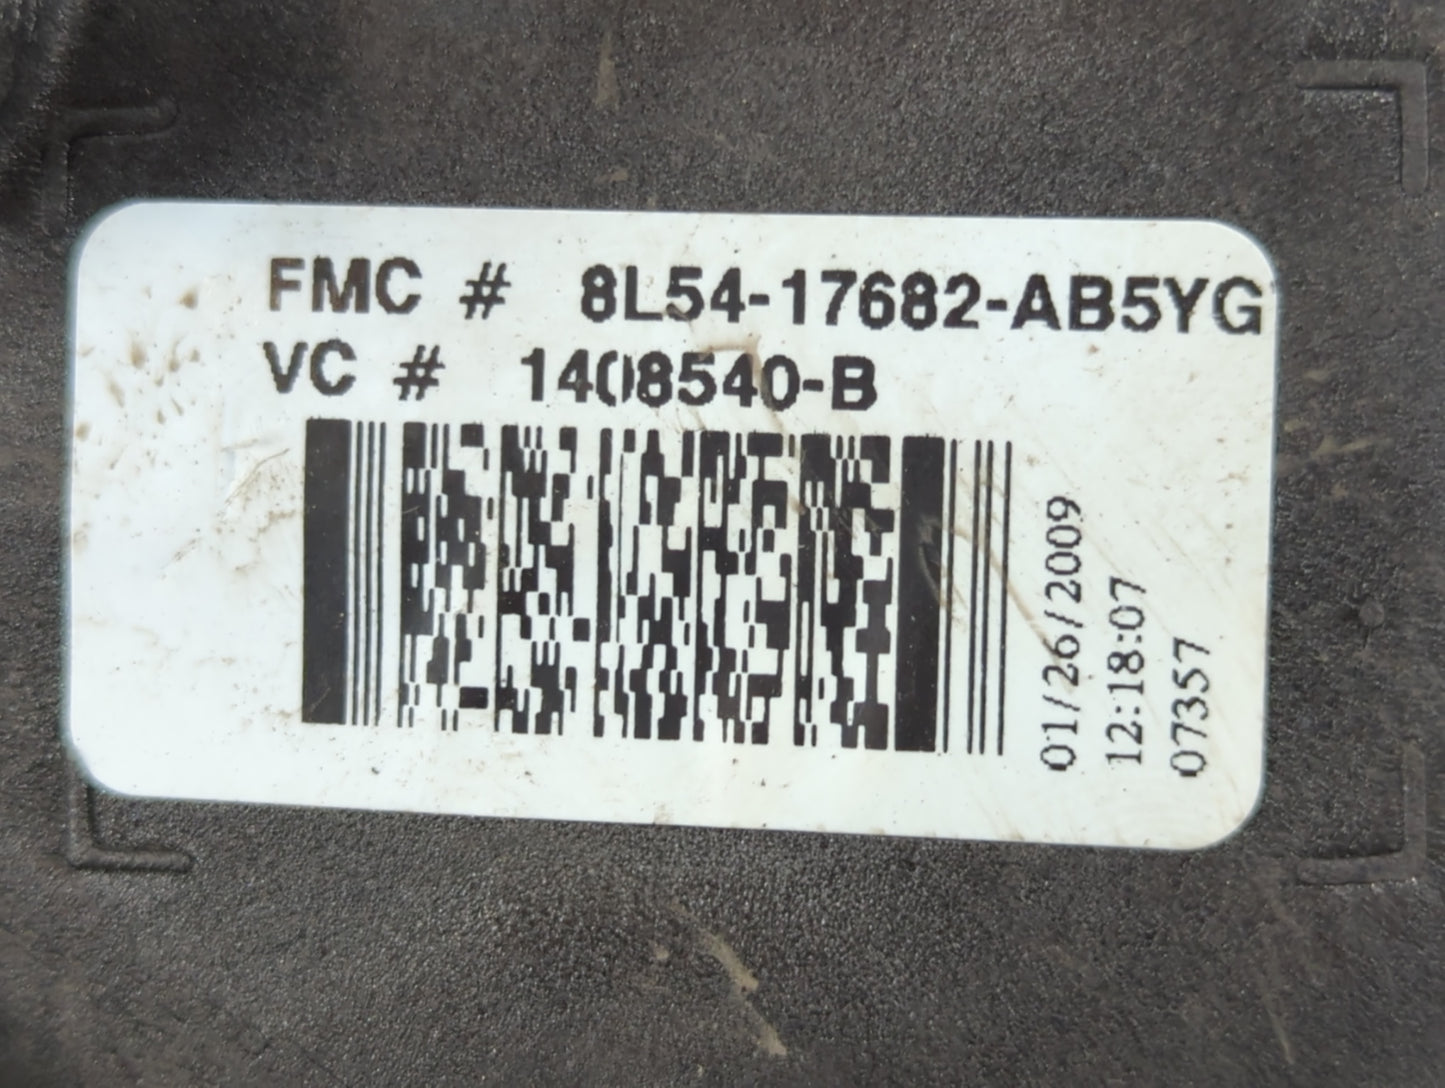 FMC # 8L54-17682-AB5YG
VC # 1408540-B
01/26/2009
12:18:07
07357